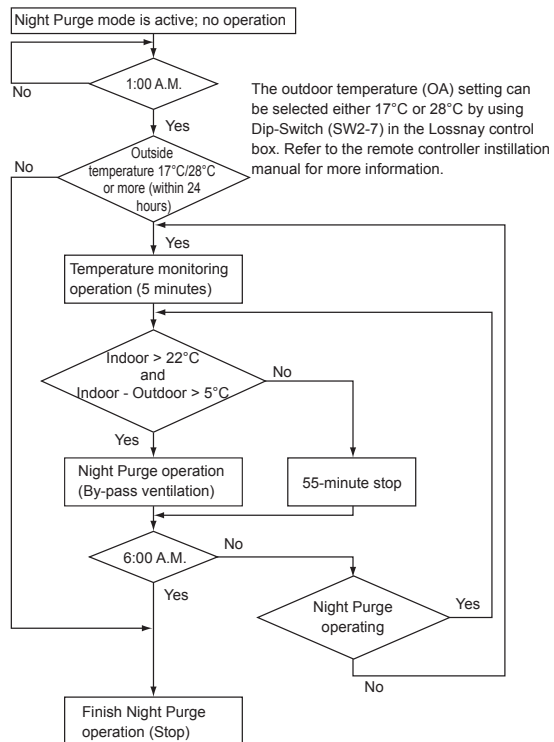 Night Purge mode is active; no operation
1:00 A.M.
No
Yes
The outdoor temperature (OA) setting can
be selected either 17°C or 28°C by using
Dip-Switch (SW2-7) in the Lossnay control
box. Refer to the remote controller instillation
manual for more information.
No
Outside
temperature 17°C/28°C
or more (within 24
hours)
Yes
Temperature monitoring
operation (5 minutes)
Indoor > 22°C
and
Indoor - Outdoor > 5°C
No
Yes
Night Purge operation
(By-pass ventilation)
55-minute stop
6:00 A.M.
No
Yes
Night Purge
operating
Yes
No
Finish Night Purge
operation (Stop)